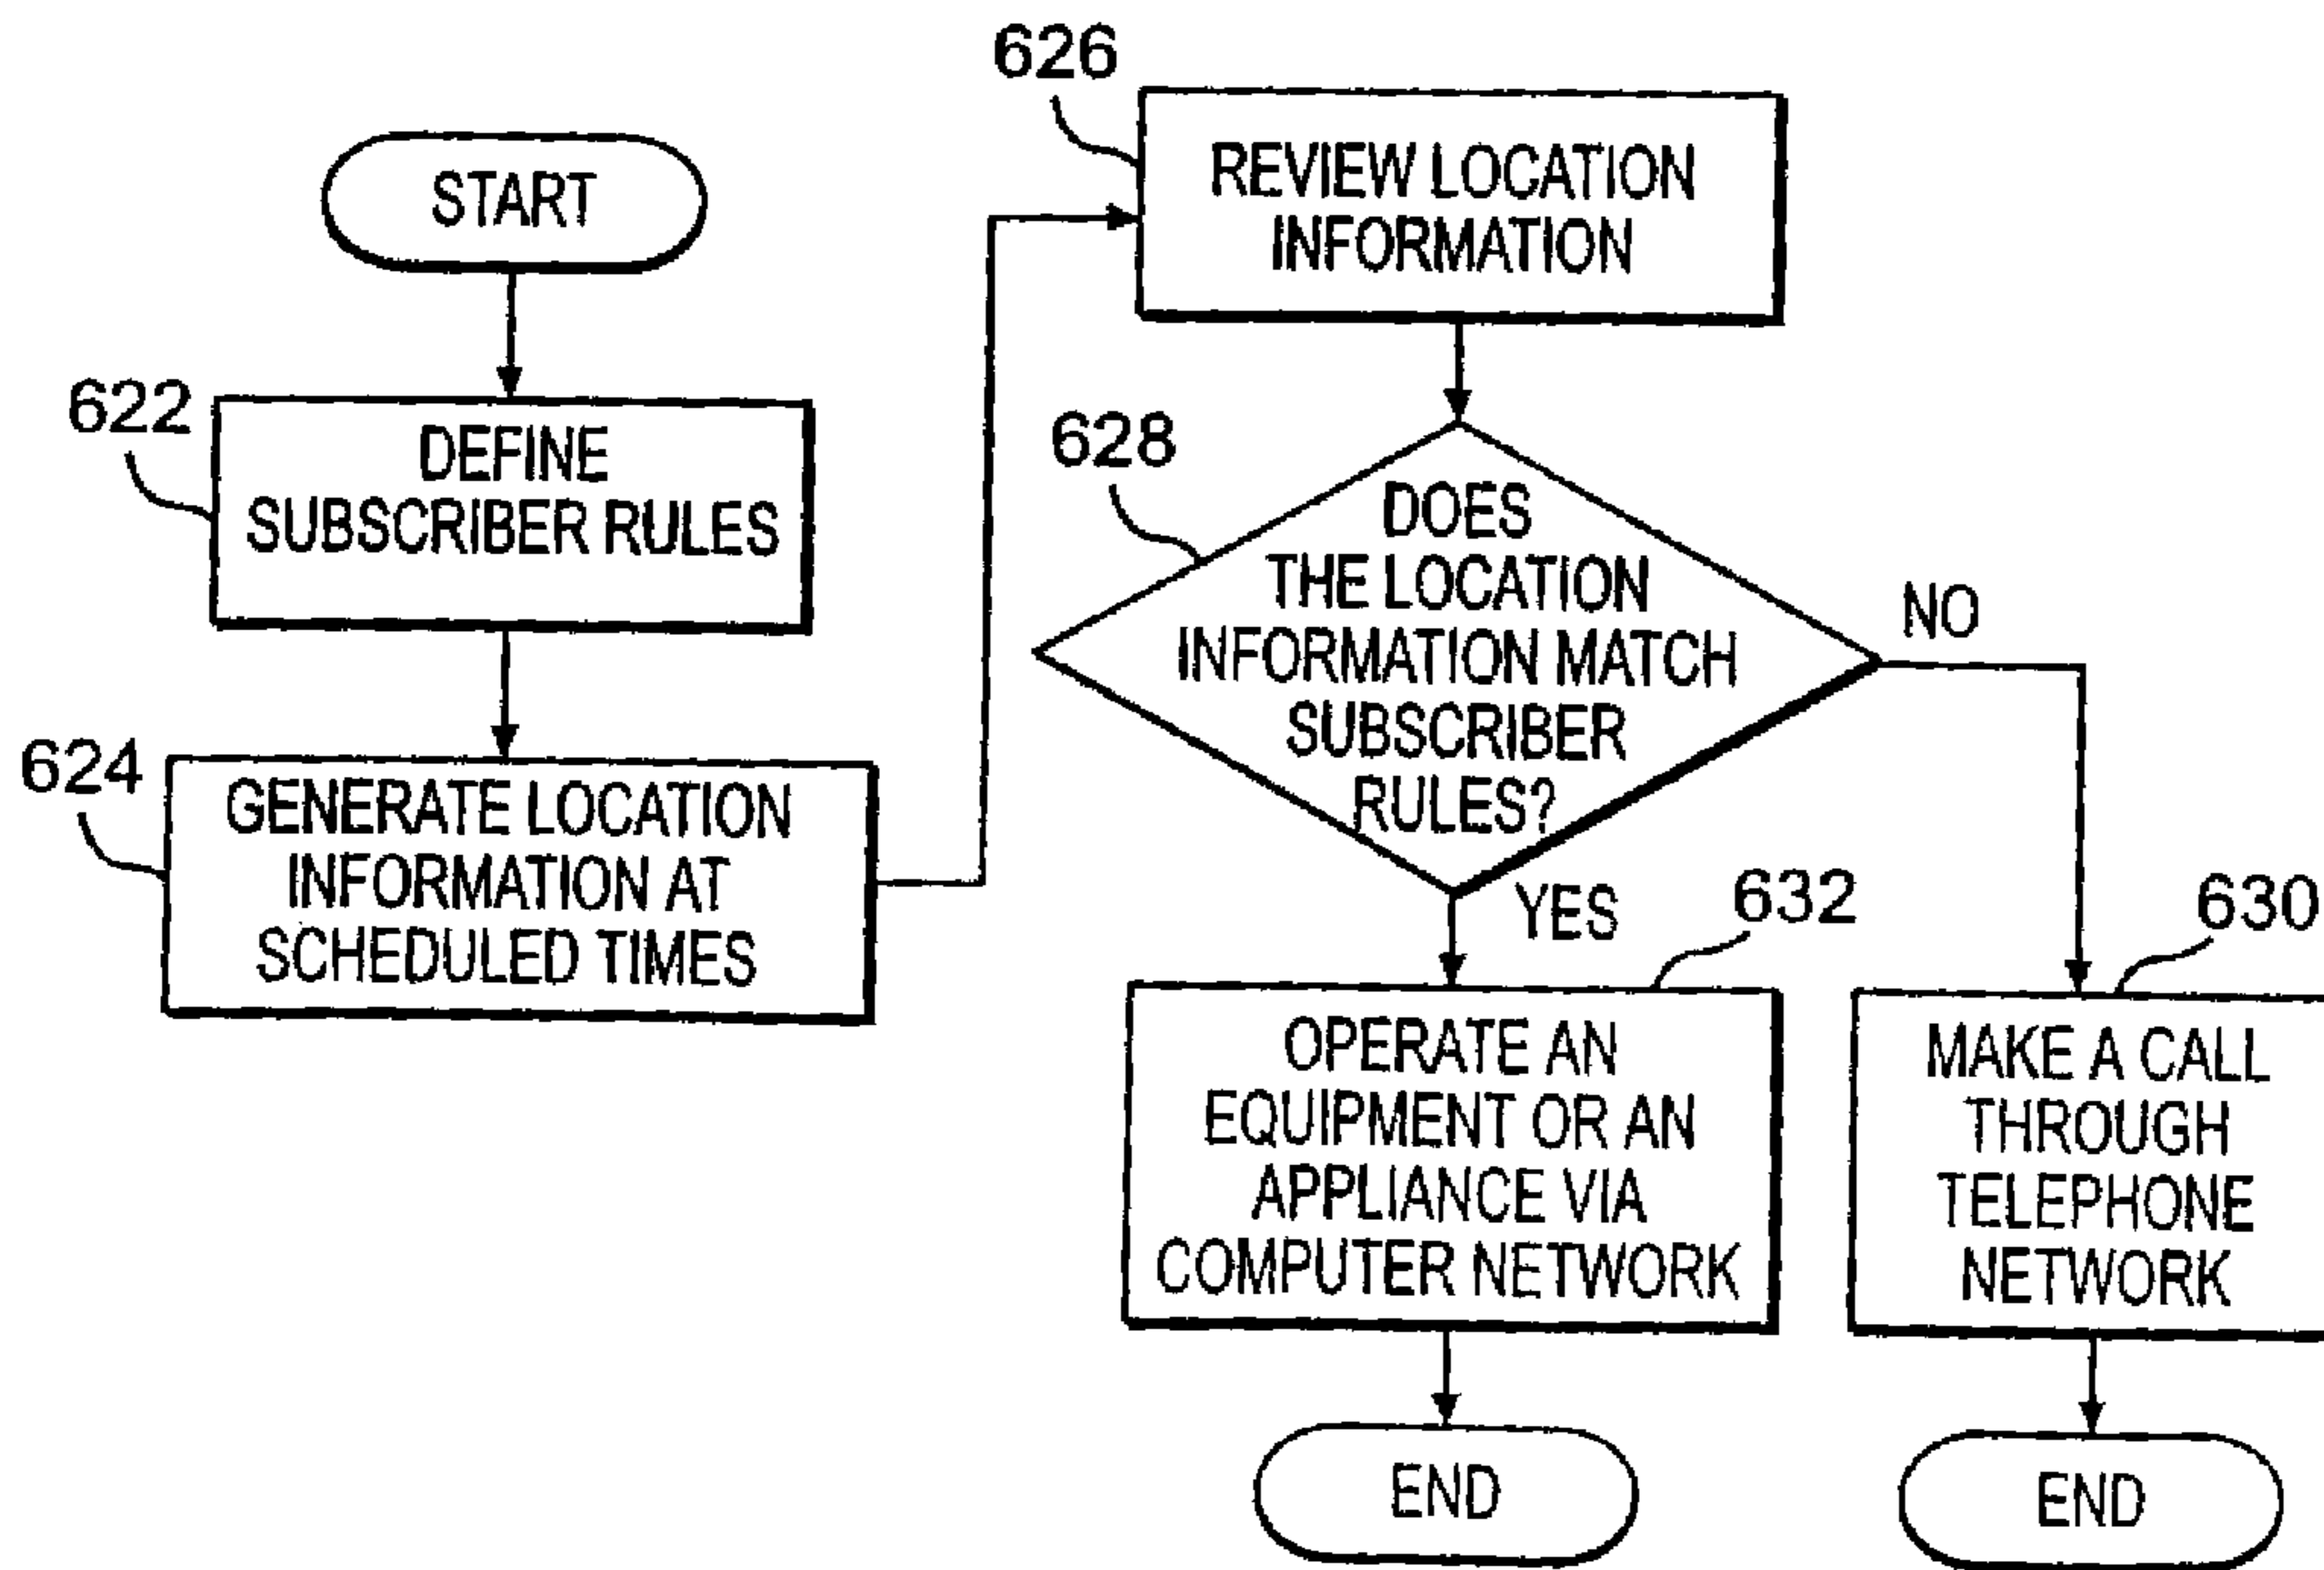 START
622
DEFINE
SUBSCRIBER RULES
624
GENERATE LOCATION
INFORMATION AT
SCHEDULED TIMES
626
REVIEW LOCATION
INFORMATION
628
DOES
THE LOCATION
INFORMATION MATCH
SUBSCRIBER
RULES?
NO
YES
632
OPERATE AN
EQUIPMENT OR AN
APPLIANCE VIA
COMPUTER NETWORK
END
630
MAKE A CALL
THROUGH
TELEPHONE
NETWORK
END